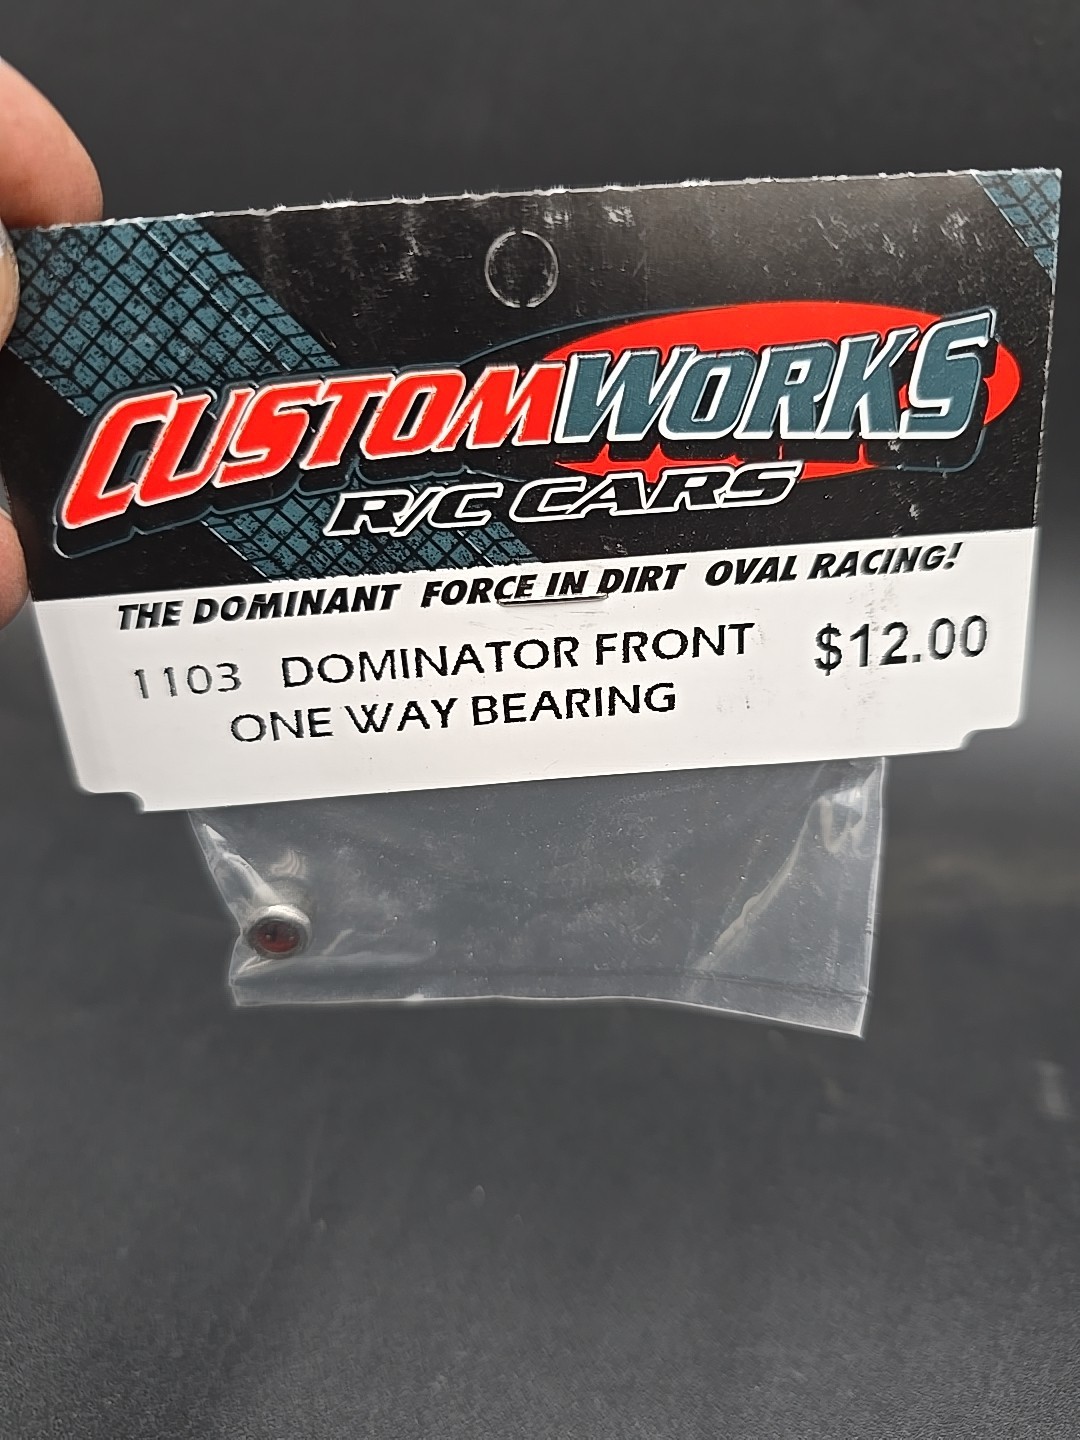 CUSTOMWORKS
R/C CARS
THE DOMINANT FORCE IN DIRT OVAL RACING!
1103 DOMINATOR FRONT $12.00
ONE WAY BEARING